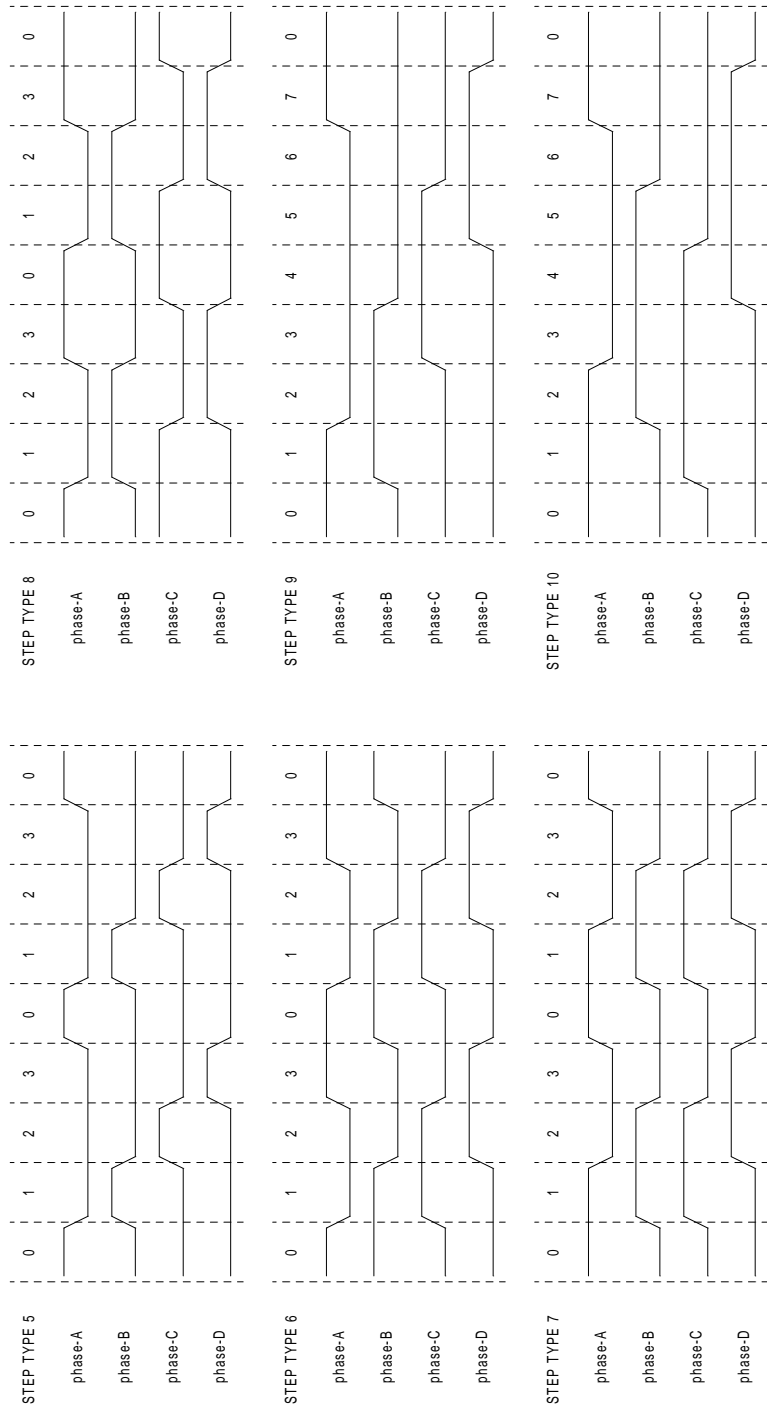 STEP TYPE 5
0 1 2 3 0 1 2 3 0
phase-A
phase-B
phase-C
phase-D
STEP TYPE 6
0 1 2 3 0 1 2 3 0
phase-A
phase-B
phase-C
phase-D
STEP TYPE 7
0 1 2 3 0 1 2 3 0
phase-A
phase-B
phase-C
phase-D
STEP TYPE 8
0 1 2 3 0 1 2 3 0
phase-A
phase-B
phase-C
phase-D
STEP TYPE 9
0 1 2 3 4 5 6 7 0
phase-A
phase-B
phase-C
phase-D
STEP TYPE 10
0 1 2 3 4 5 6 7 0
phase-A
phase-B
phase-C
phase-D